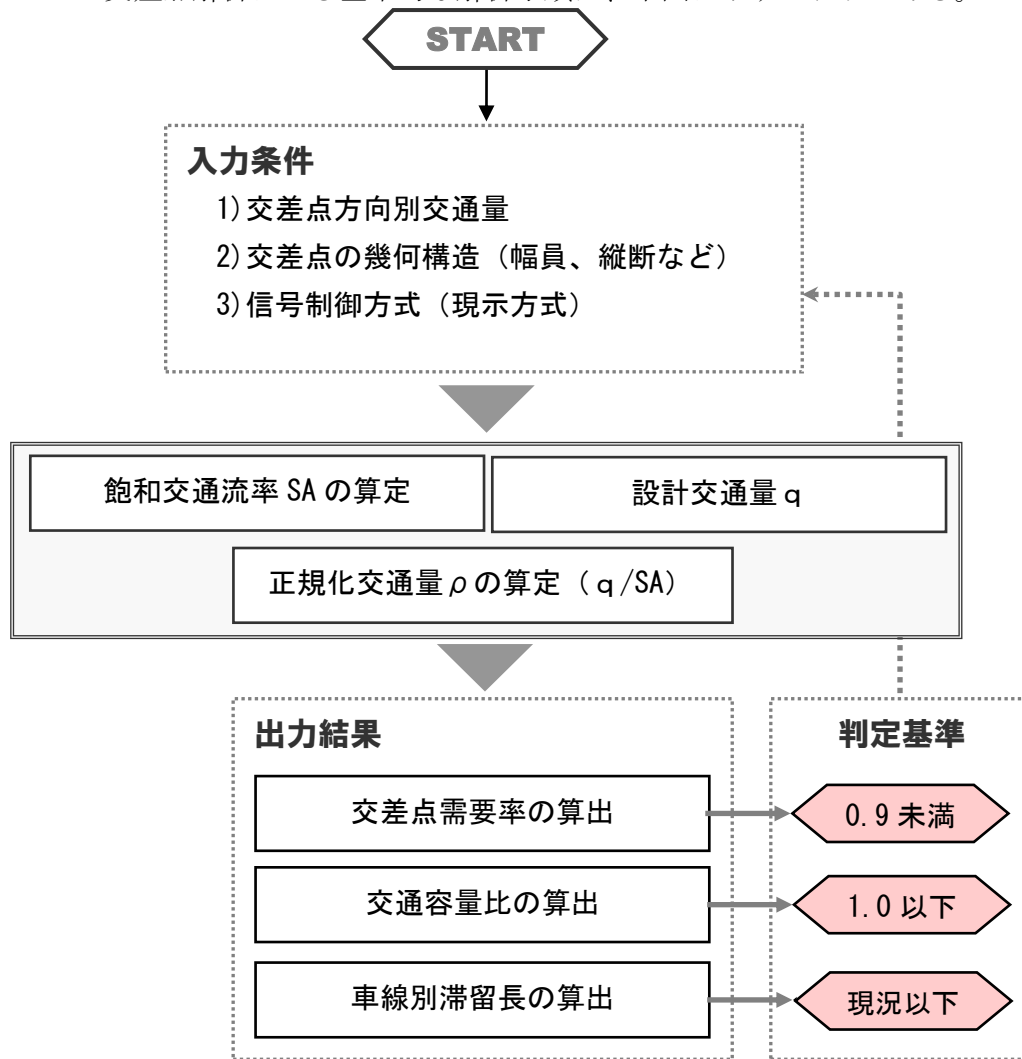 START
入力条件
1)交差点方向別交通量
2)交差点の幾何構造（幅員、縦断など）
3)信号制御方式（現示方式）
飽和交通流率 SA の算定
設計交通量 q
正規化交通量 ρ の算定（ q /SA）
出力結果
判定基準
交差点需要率の算出
0.9 未満
交通容量比の算出
1.0 以下
車線別滞留長の算出
現況以下